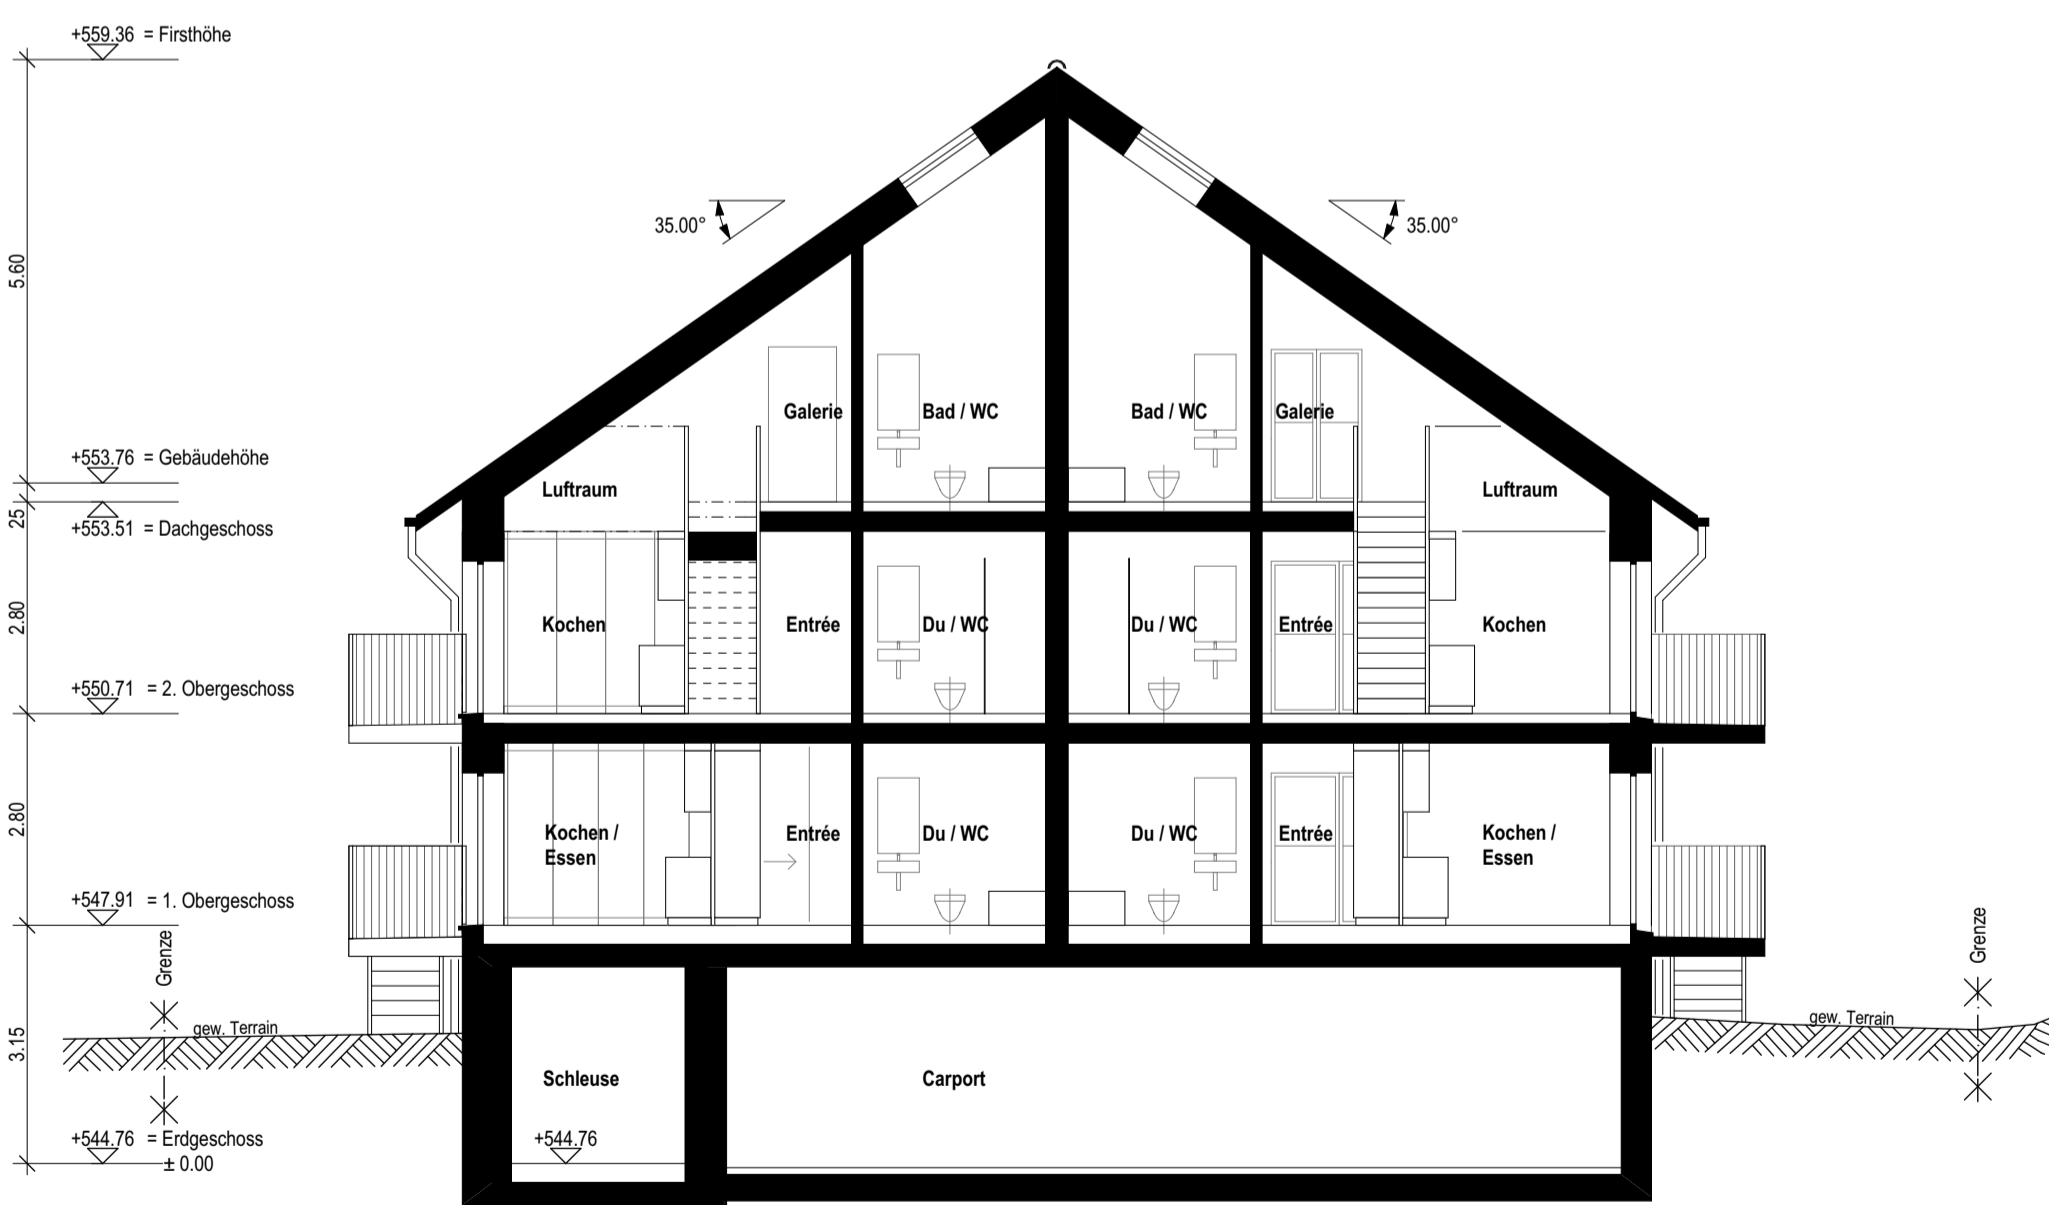 +559.36 = Firsthöhe
35.00°
35.00°
5.60
Galerie
Bad / WC
Bad / WC
Galerie
+553.76 = Gebäudehöhe
Luftraum
Luftraum
25
+553.51 = Dachgeschoss
2.80
Kochen
Entrée
Du / WC
Du / WC
Entrée
Kochen
+550.71 = 2. Obergeschoss
2.80
Kochen /
Essen
Entrée
Du / WC
Du / WC
Entrée
Kochen /
Essen
+547.91 = 1. Obergeschoss
Grenze
Grenze
gew. Terrain
gew. Terrain
3.15
Schleuse
Carport
+544.76 = Erdgeschoss
± 0.00
+544.76